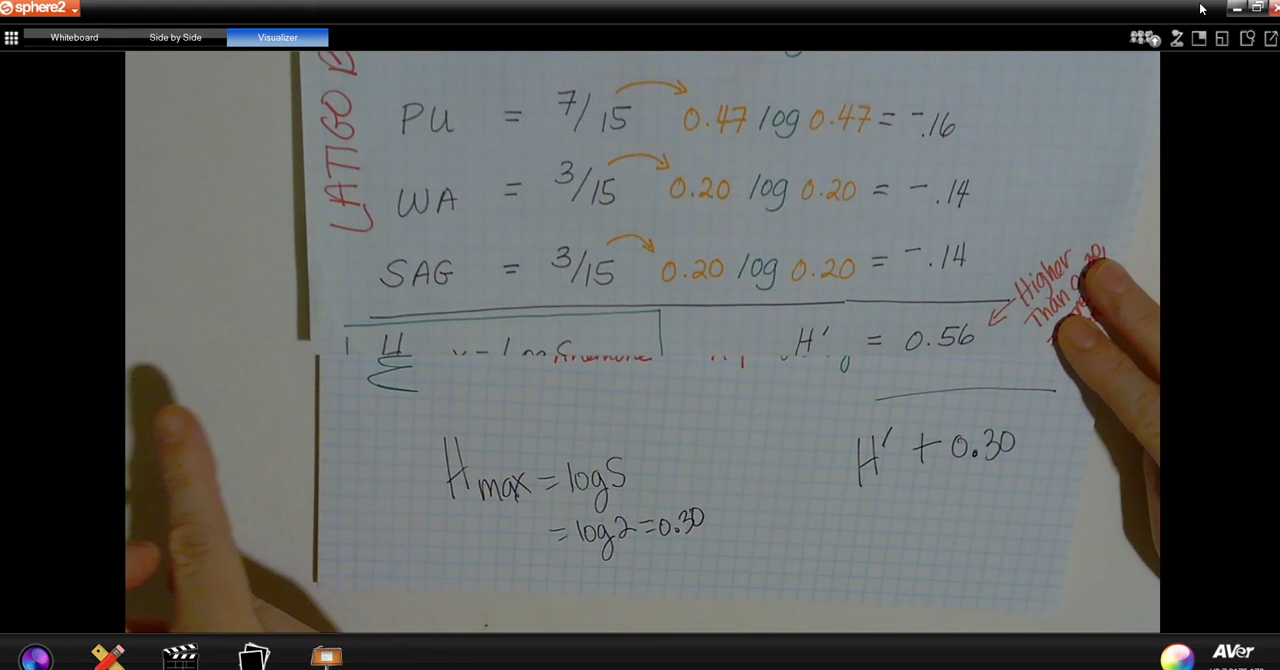 sphere2
Whiteboard Side by Side Visualizer
LATIGO
PU = 7/15 0.47 log 0.47 = -.16
WA = 3/15 0.20 log 0.20 = -.14
SAG = 3/15 0.20 log 0.20 = -.14
Higher
Than
H' = 0.56
H' + 0.30
Hmax = log S
= log 2 = 0.30
AVer